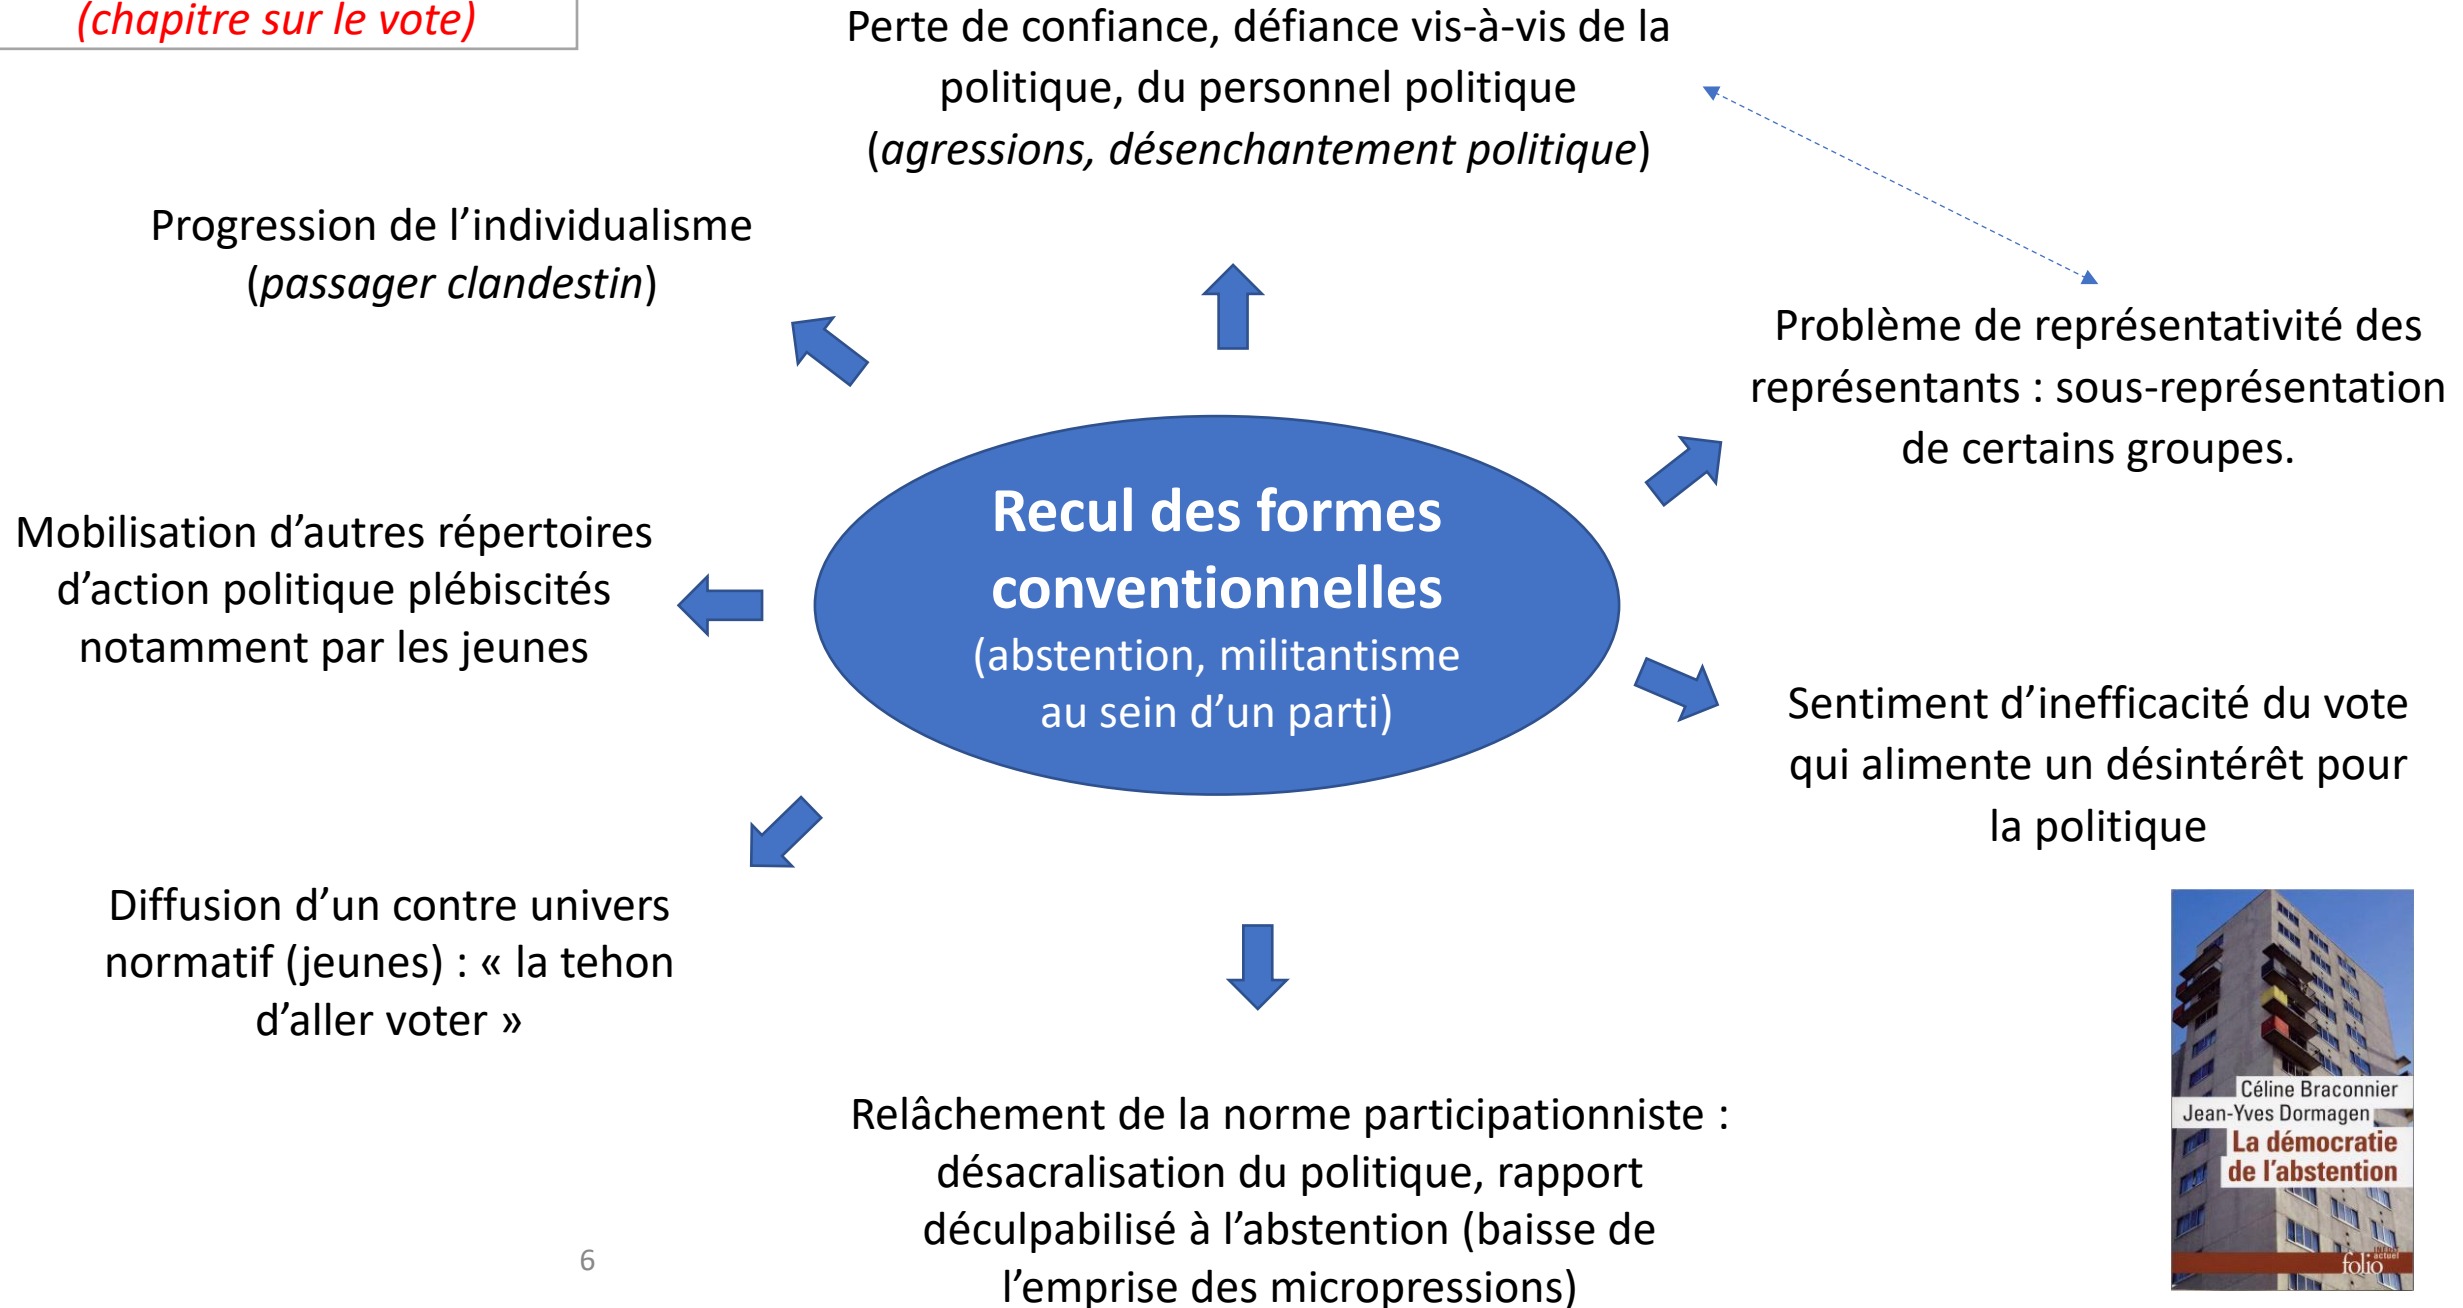 (chapitre sur le vote)
Perte de confiance, défiance vis-à-vis de la
politique, du personnel politique
(agressions, désenchantement politique)
Progression de l’individualisme
(passager clandestin)
Problème de représentativité des
représentants : sous-représentation
de certains groupes.
Recul des formes
conventionnelles
(abstention, militantisme
au sein d’un parti)
Mobilisation d’autres répertoires
d’action politique plébiscités
notamment par les jeunes
Sentiment d’inefficacité du vote
qui alimente un désintérêt pour
la politique
Diffusion d’un contre univers
normatif (jeunes) : « la tehon
d’aller voter »
Relâchement de la norme participationniste :
désacralisation du politique, rapport
déculpabilisé à l’abstention (baisse de
l’emprise des micropressions)
Céline Braconnier
Jean-Yves Dormagen
La démocratie
de l’abstention
actuel
folio
6